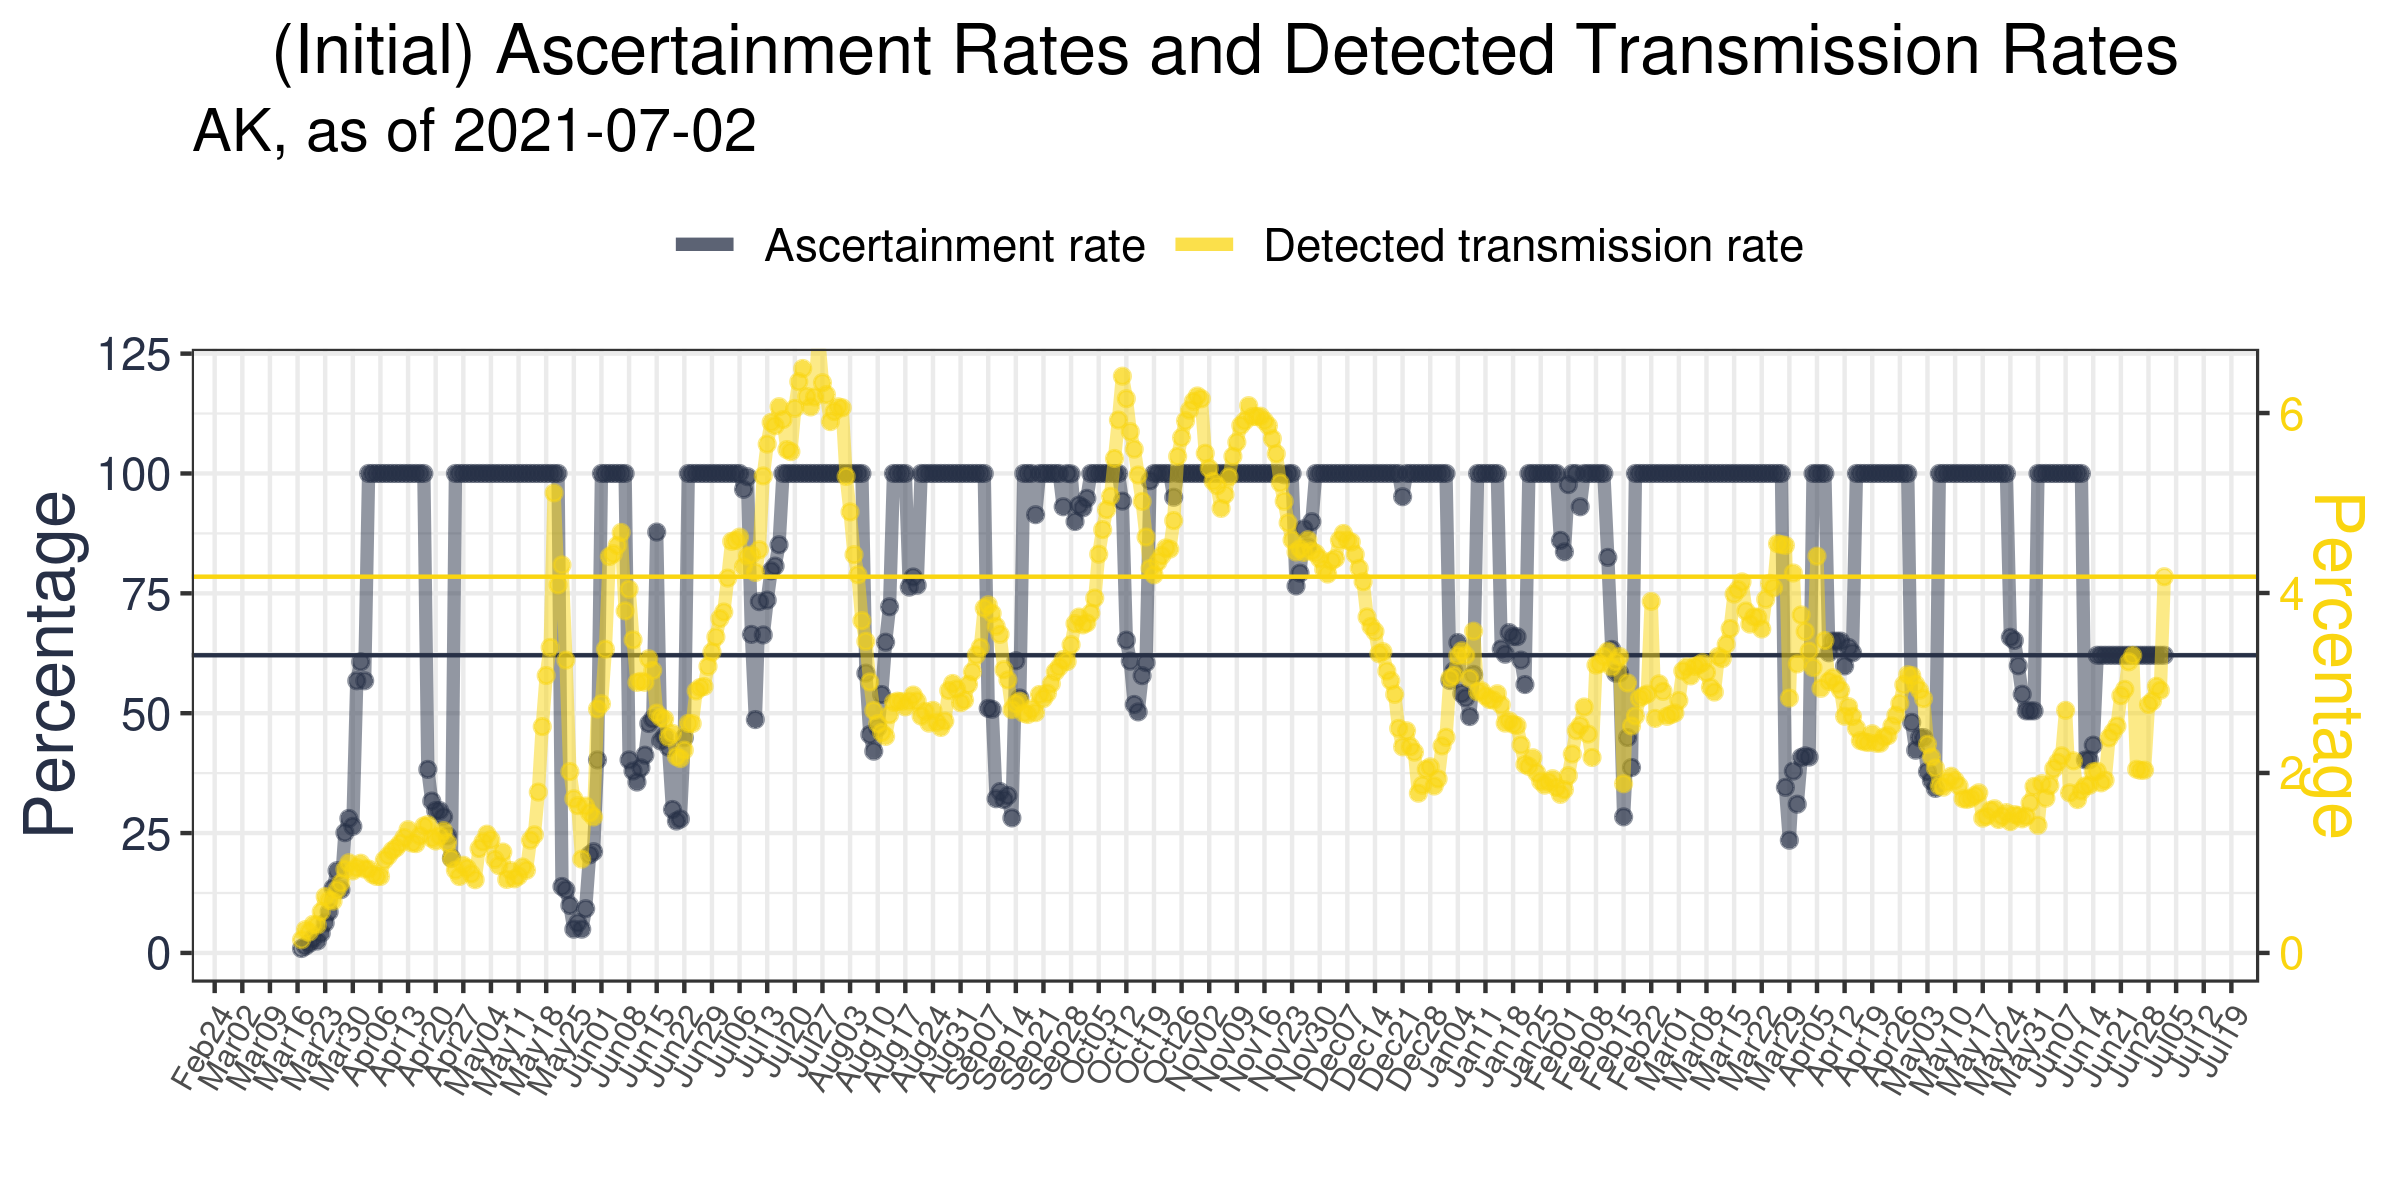 (Initial) Ascertainment Rates and Detected Transmission Rates
AK, as of 2021-07-02
Ascertainment rate
Detected transmission rate
Percentage
125
100
75
50
25
0
6
4
2
0
Percentage
Feb24
Mar02
Mar09
Mar16
Mar23
Mar30
Apr06
Apr13
Apr20
Apr27
May04
May11
May18
May25
Jun01
Jun08
Jun15
Jun22
Jun29
Jul06
Jul13
Jul20
Jul27
Aug03
Aug10
Aug17
Aug24
Aug31
Sep07
Sep14
Sep21
Sep28
Oct05
Oct12
Oct19
Oct26
Nov02
Nov09
Nov16
Nov23
Nov30
Dec07
Dec14
Dec21
Dec28
Jan04
Jan11
Jan18
Jan25
Feb01
Feb08
Feb15
Feb22
Mar01
Mar08
Mar15
Mar22
Mar29
Apr05
Apr12
Apr19
Apr26
May03
May10
May17
May24
May31
Jun07
Jun14
Jun21
Jun28
Jul05
Jul12
Jul19